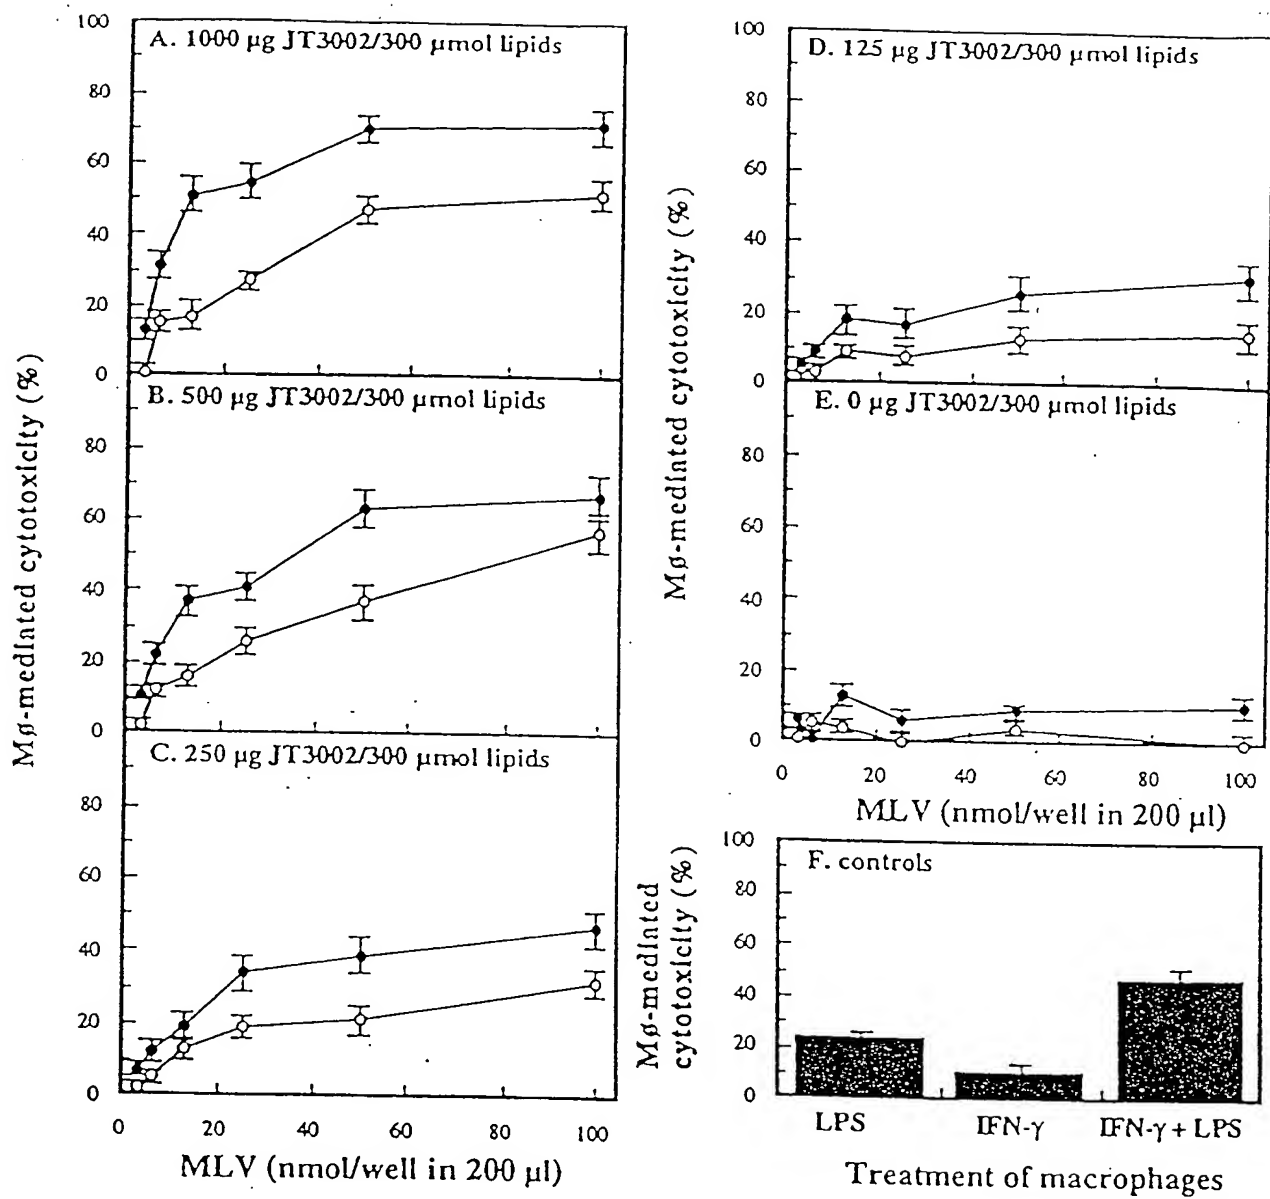 100
A. 1000 µg JT3002/300 µmol lipids
80
60
40
20
0
B. 500 µg JT3002/300 µmol lipids
80
60
40
20
0
C. 250 µg JT3002/300 µmol lipids
80
60
40
20
0
0 20 40 60 80 100
MLV (nmol/well in 200 µl)
Mø-mediated cytotoxicity (%)
100
D. 125 µg JT3002/300 µmol lipids
80
60
40
20
0
E. 0 µg JT3002/300 µmol lipids
80
60
40
20
0
0 20 40 60 80 100
MLV (nmol/well in 200 µl)
Mø-mediated cytotoxicity (%)
100
F. controls
80
60
40
20
0
Mø-mediated
cytotoxicity (%)
LPS IFN-γ IFN-γ + LPS
Treatment of macrophages